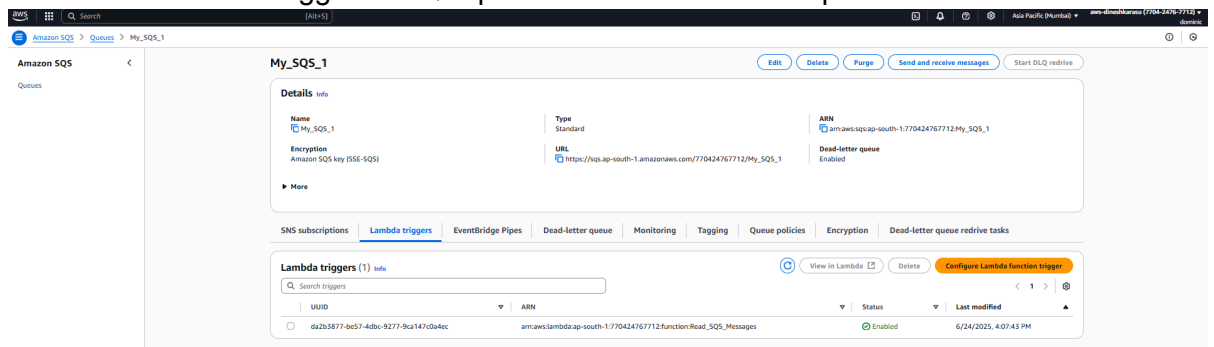 aws Search [Alt+S] Asia Pacific (Mumbai) aws-dineshkarasu (7704-2476-7712)
dominic
Amazon SQS > Queues > My_SQS_1
Amazon SQS
Queues
My_SQS_1 Edit Delete Purge Send and receive messages Start DLQ redrive
Details Info
Name Type ARN
My_SQS_1 Standard arn:aws:sqs:ap-south-1:770424767712:My_SQS_1
Encryption URL Dead-letter queue
Amazon SQS key (SSE-SQS) https://sqs.ap-south-1.amazonaws.com/770424767712/My_SQS_1 Enabled
More
SNS subscriptions Lambda triggers EventBridge Pipes Dead-letter queue Monitoring Tagging Queue policies Encryption Dead-letter queue redrive tasks
Lambda triggers (1) Info View in Lambda Delete Configure Lambda function trigger
Search triggers 1
UUID ARN Status Last modified
da2b3877-be57-4dbc-9277-9ca147c0a4ec arn:aws:lambda:ap-south-1:770424767712:function:Read_SQS_Messages Enabled 6/24/2025, 4:07:43 PM